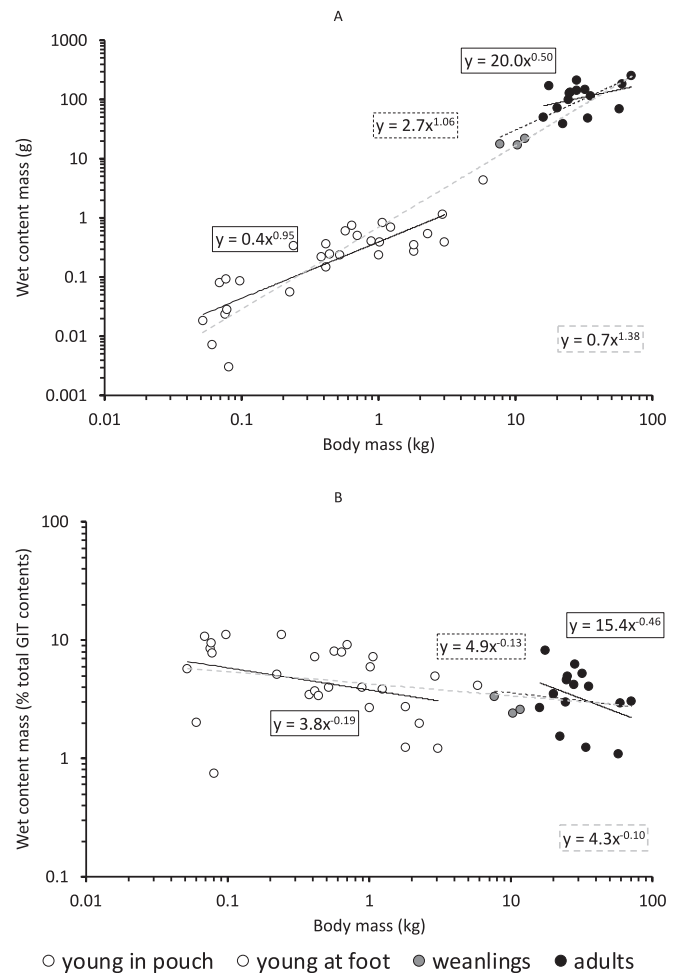 A
1000
100
10
1
0.1
0.01
0.001
Wet content mass (g)
y = 20.0x^0.50
y = 2.7x^1.06
y = 0.4x^0.95
y = 0.7x^1.38
0.01 0.1 1 10 100
Body mass (kg)
B
100
10
1
0.1
Wet content mass (% total GIT contents)
y = 15.4x^-0.46
y = 4.9x^-0.13
y = 3.8x^-0.19
y = 4.3x^-0.10
0.01 0.1 1 10 100
Body mass (kg)
young in pouch young at foot weanlings adults